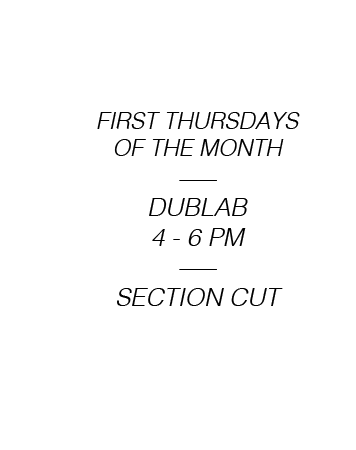 FIRST THURSDAYS
OF THE MONTH
DUBLAB
4 - 6 PM
SECTION CUT